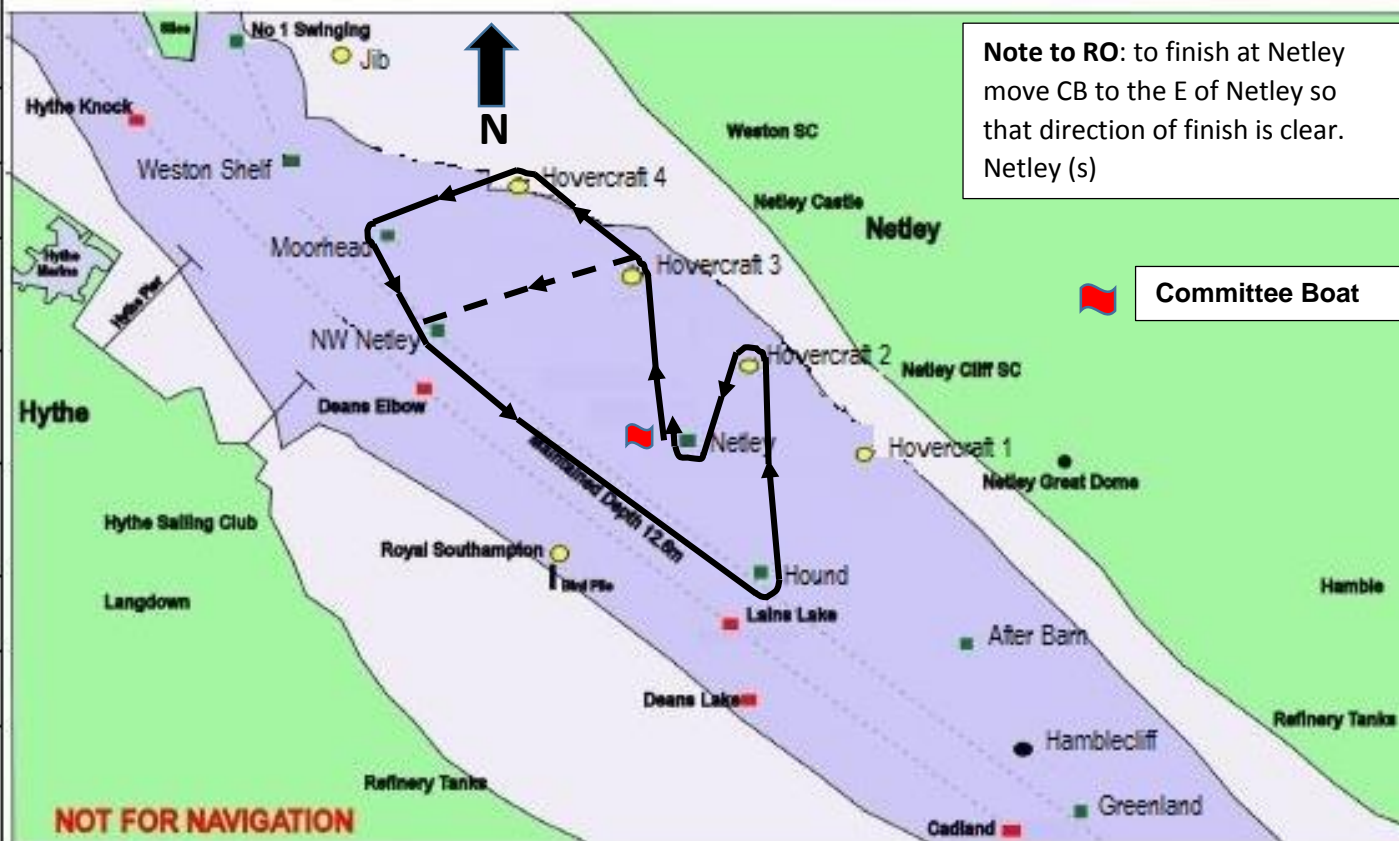 Slice
No 1 Swinging
Jib
Note to RO: to finish at Netley
move CB to the E of Netley so
that direction of finish is clear.
Netley (s)
N
Hythe Knock
Weston SC
Weston Shelf
Hovercraft 4
Netley Castle
Netley
Moorhead
Hythe
Marina
Hythe Pier
Hovercraft 3
Committee Boat
NW Netley
Hovercraft 2
Netley Cliff SC
Deans Elbow
Hythe
Netley
Hovercraft 1
Netley Great Dome
Maintained Depth 12.6m
Hythe Sailing Club
Royal Southampton
Bird Pile
Hound
Langdown
Hamble
Lains Lake
After Barn
Deans Lake
Refinery Tanks
Hamblecliff
Refinery Tanks
Greenland
NOT FOR NAVIGATION
Cadland